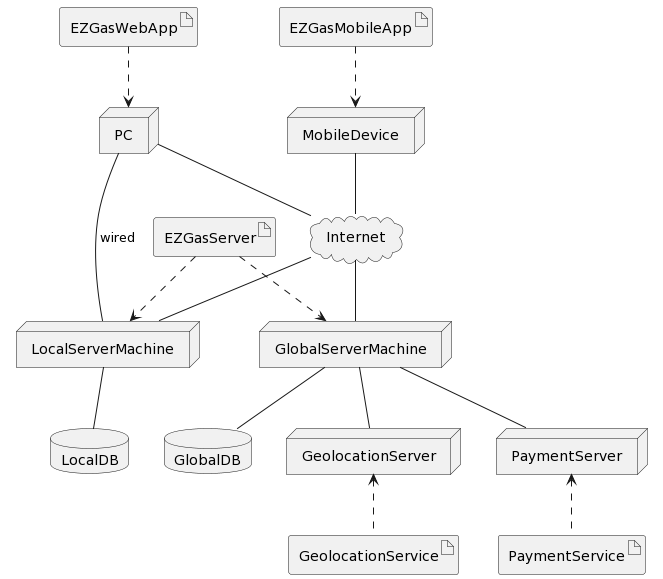 EZGasWebApp
EZGasMobileApp
PC
MobileDevice
wired
EZGasServer
Internet
LocalServerMachine
GlobalServerMachine
LocalDB
GlobalDB
GeolocationServer
PaymentServer
GeolocationService
PaymentService